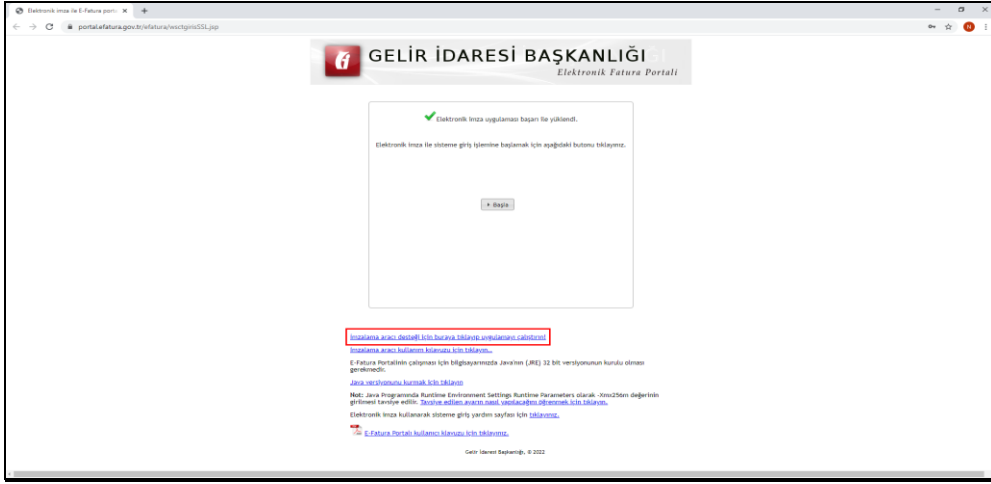 Elektronik imza ile E-Fatura porta
portal.efatura.gov.tr/efatura/wsctgirisSSL.jsp
N
GELİR İDARESİ BAŞKANLIĞI
Elektronik Fatura Portali
Elektronik imza uygulaması başarı ile yüklendi.
Elektronik imza ile sisteme giriş işlemine başlamak için aşağıdaki butonu tıklayınız.
Başla
İmzalama aracı desteği için buraya tıklayıp uygulamayı çalıştırın!
İmzalama aracı kullanım kılavuzu için tıklayın..
E-Fatura Portalinin çalışması için bilgisayarınızda Java'nın (JRE) 32 bit versiyonunun kurulu olması
gerekmedir.
Java versiyonunu kurmak için tıklayın
Not: Java Programında Runtime Environment Settings Runtime Parameters olarak -Xmx256m değerinin
girilmesi tavsiye edilir. Tavsiye edilen ayarın nasıl yapılacağını öğrenmek için tıklayın.
Elektronik imza kullanarak sisteme giriş yardım sayfası için tıklayınız.
E-Fatura Portalı kullanıcı klavuzu için tıklayınız.
Gelir İdaresi Başkanlığı, © 2022